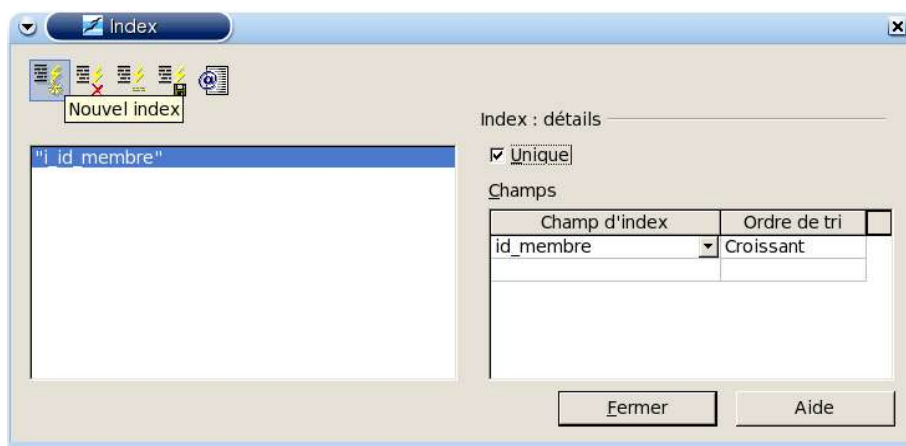 Index
Nouvel index
Index : détails
"i_id_membre"
Unique
Champs
Champ d'index Ordre de tri
id_membre Croissant
Fermer Aide